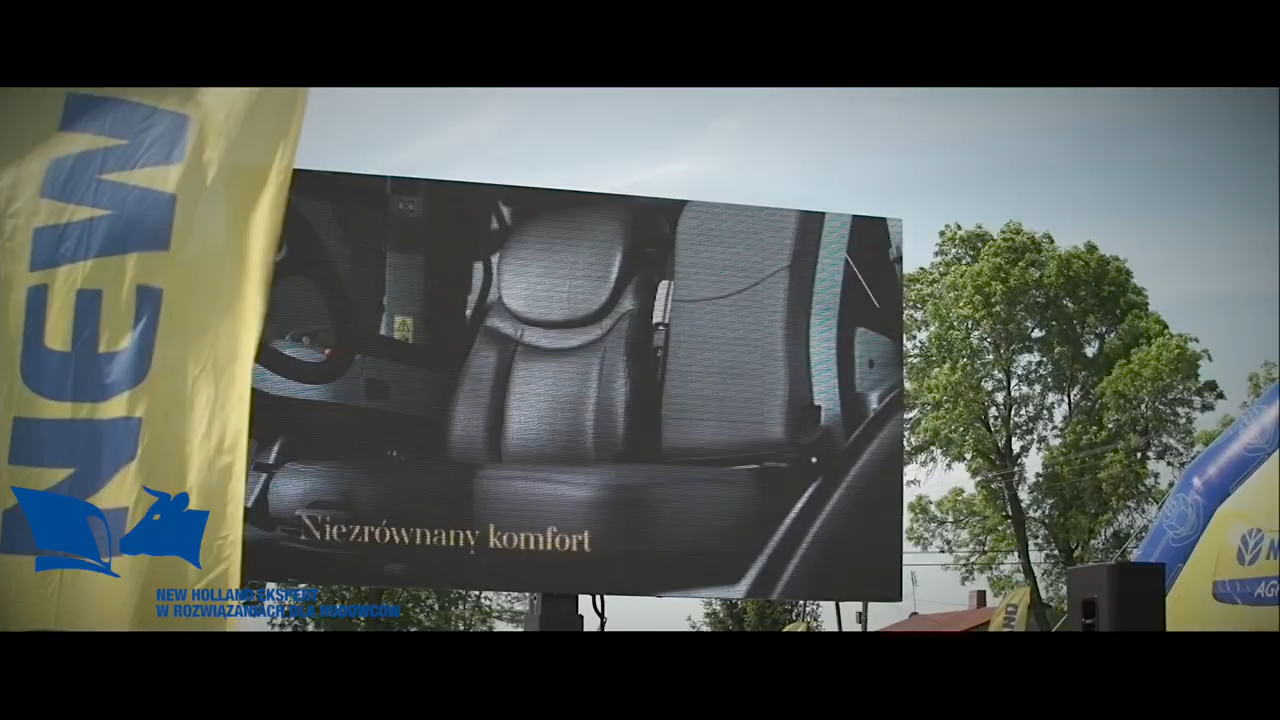 NEW
Niezrównany komfort
NEW HOLLAND EKSPERT
W ROZWIĄZANIACH DLA HODOWCÓW